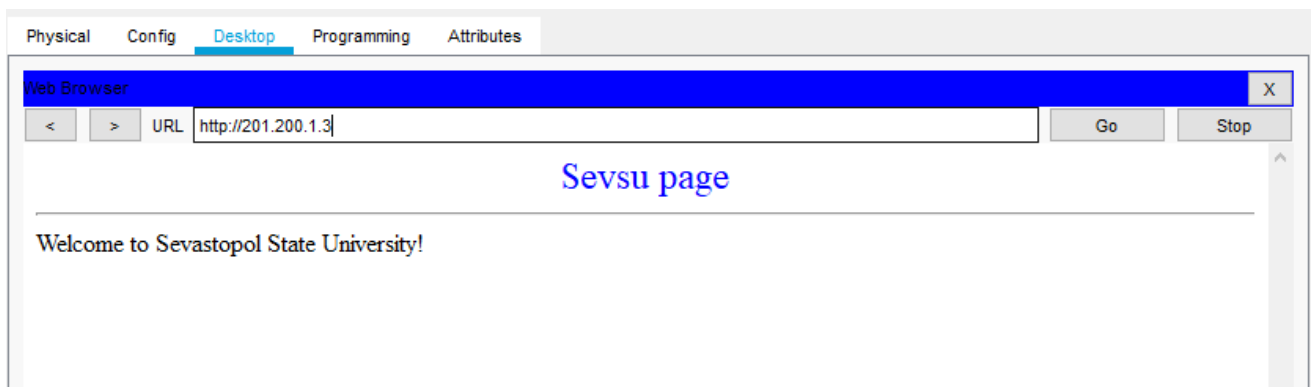 Physical Config Desktop Programming Attributes
Web Browser X
< > URL http://201.200.1.3 Go Stop
Sevsu page
Welcome to Sevastopol State University!